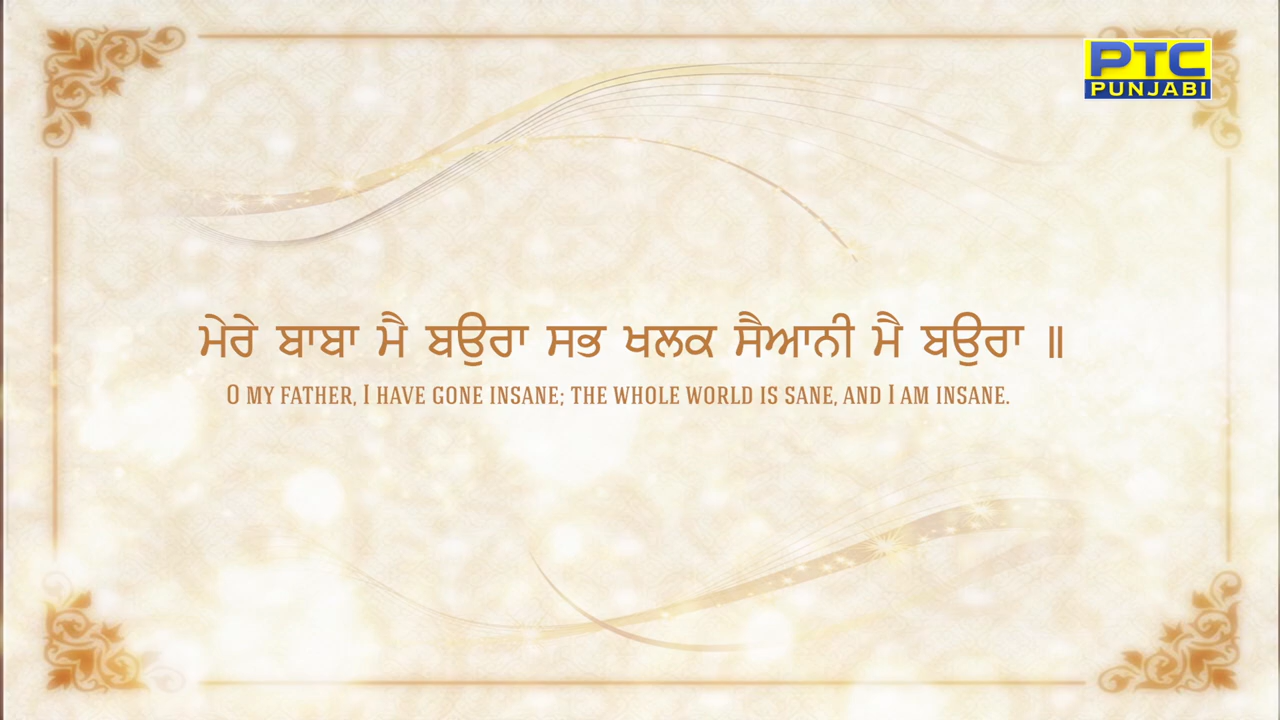 PTC
PUNJABI
ਮੇਰੇ ਬਾਬਾ ਮੈ ਬਉਰਾ ਸਭ ਖਲਕ ਸੈਆਨੀ ਮੈ ਬਉਰਾ ॥
O MY FATHER, I HAVE GONE INSANE; THE WHOLE WORLD IS SANE, AND I AM INSANE.